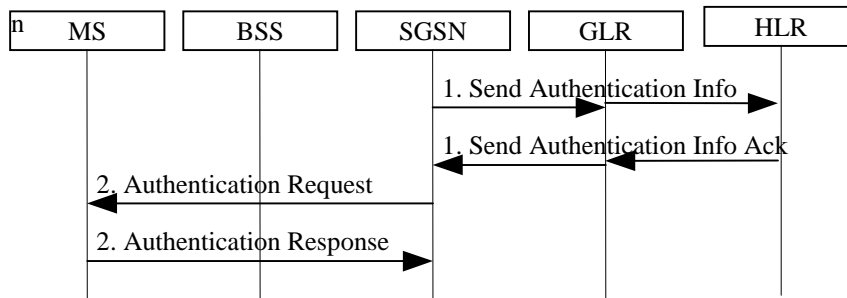 n
MS
BSS
SGSN
GLR
HLR
1. Send Authentication Info
1. Send Authentication Info Ack
2. Authentication Request
2. Authentication Response